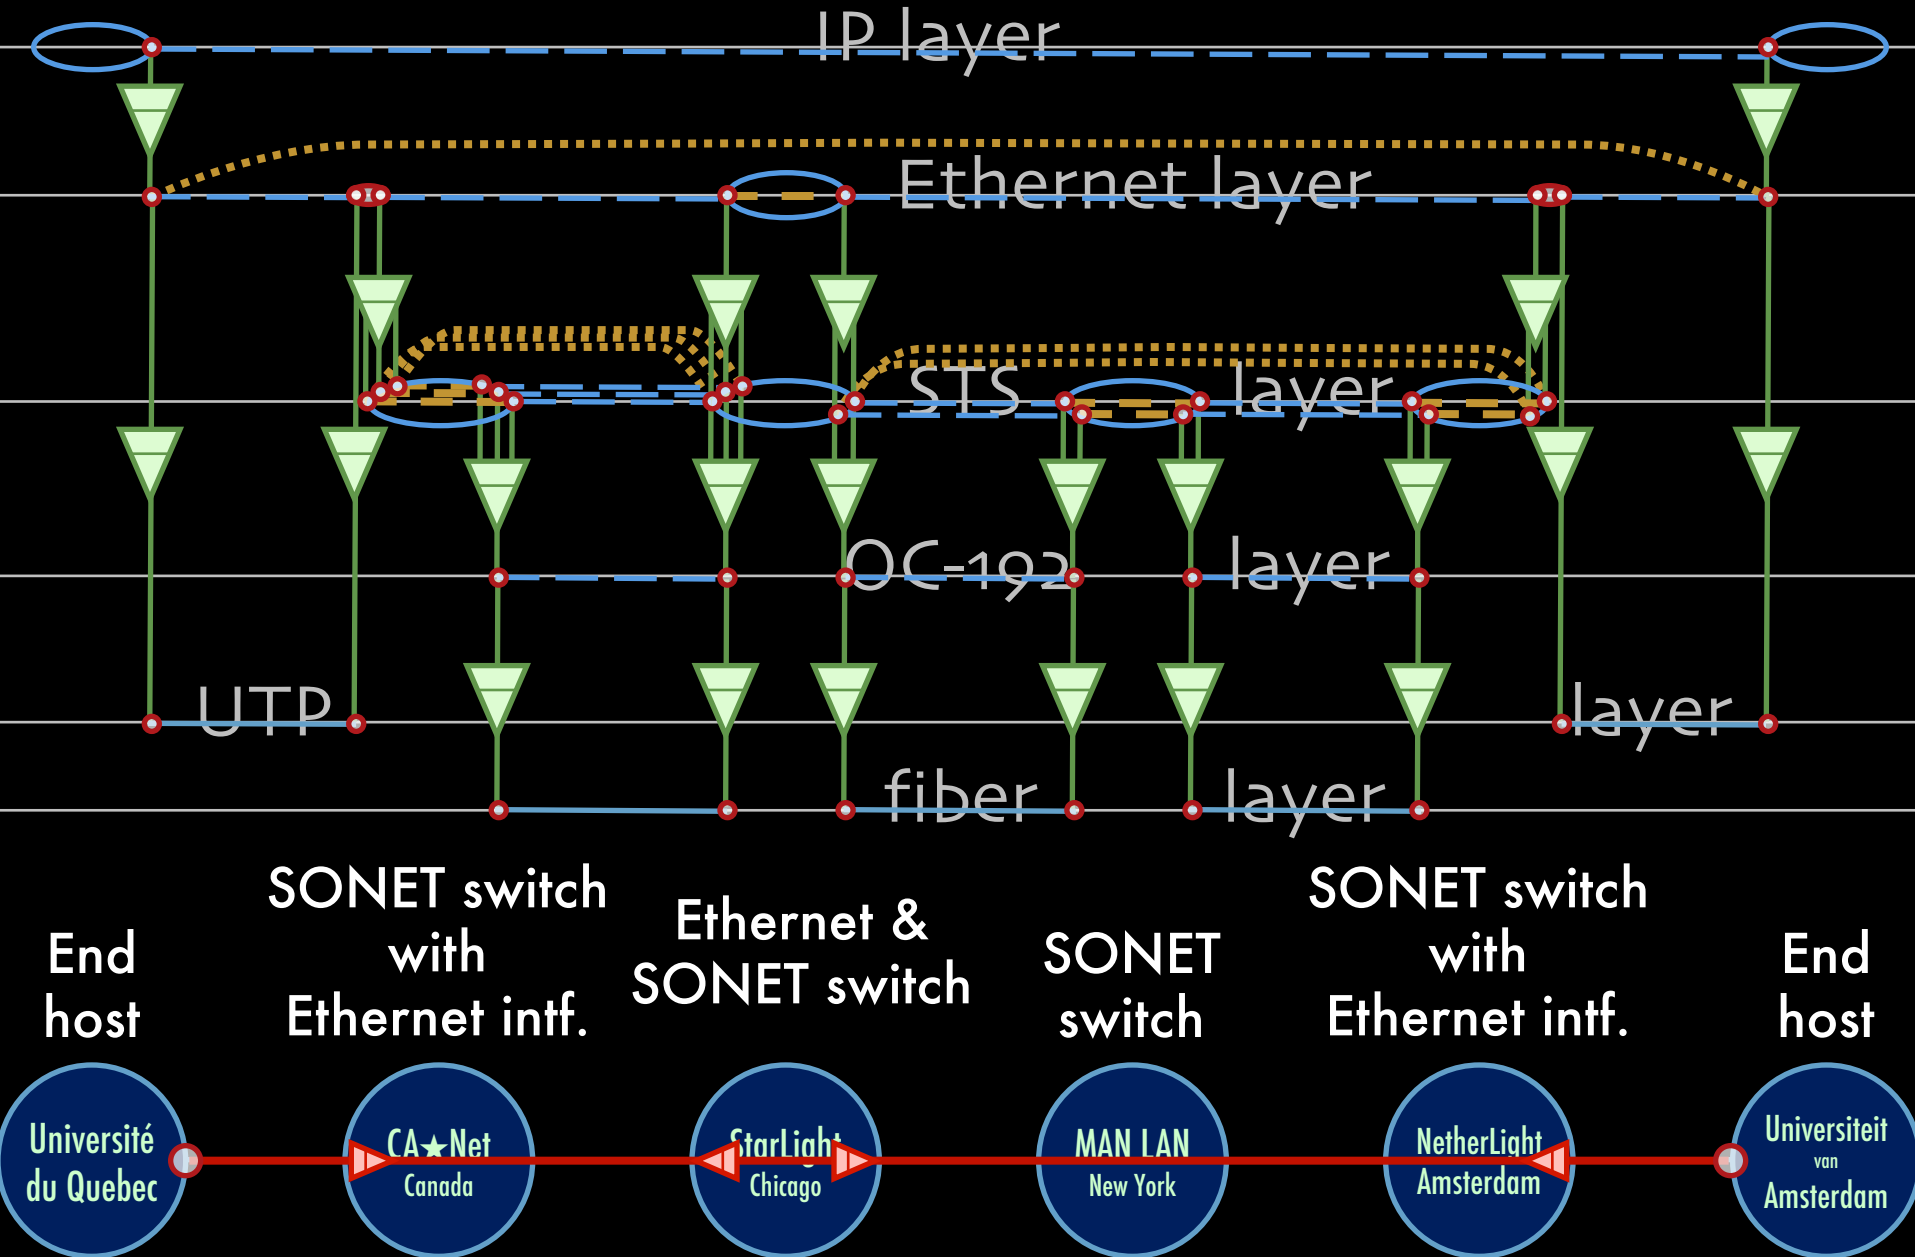 IP layer
Ethernet layer
STS layer
OC-192 layer
UTP layer
fiber layer
End
host
SONET switch
with
Ethernet intf.
Ethernet &
SONET switch
SONET
switch
SONET switch
with
Ethernet intf.
End
host
Université
du Quebec
CA★Net
Canada
StarLight
Chicago
MAN LAN
New York
NetherLight
Amsterdam
Universiteit
van
Amsterdam